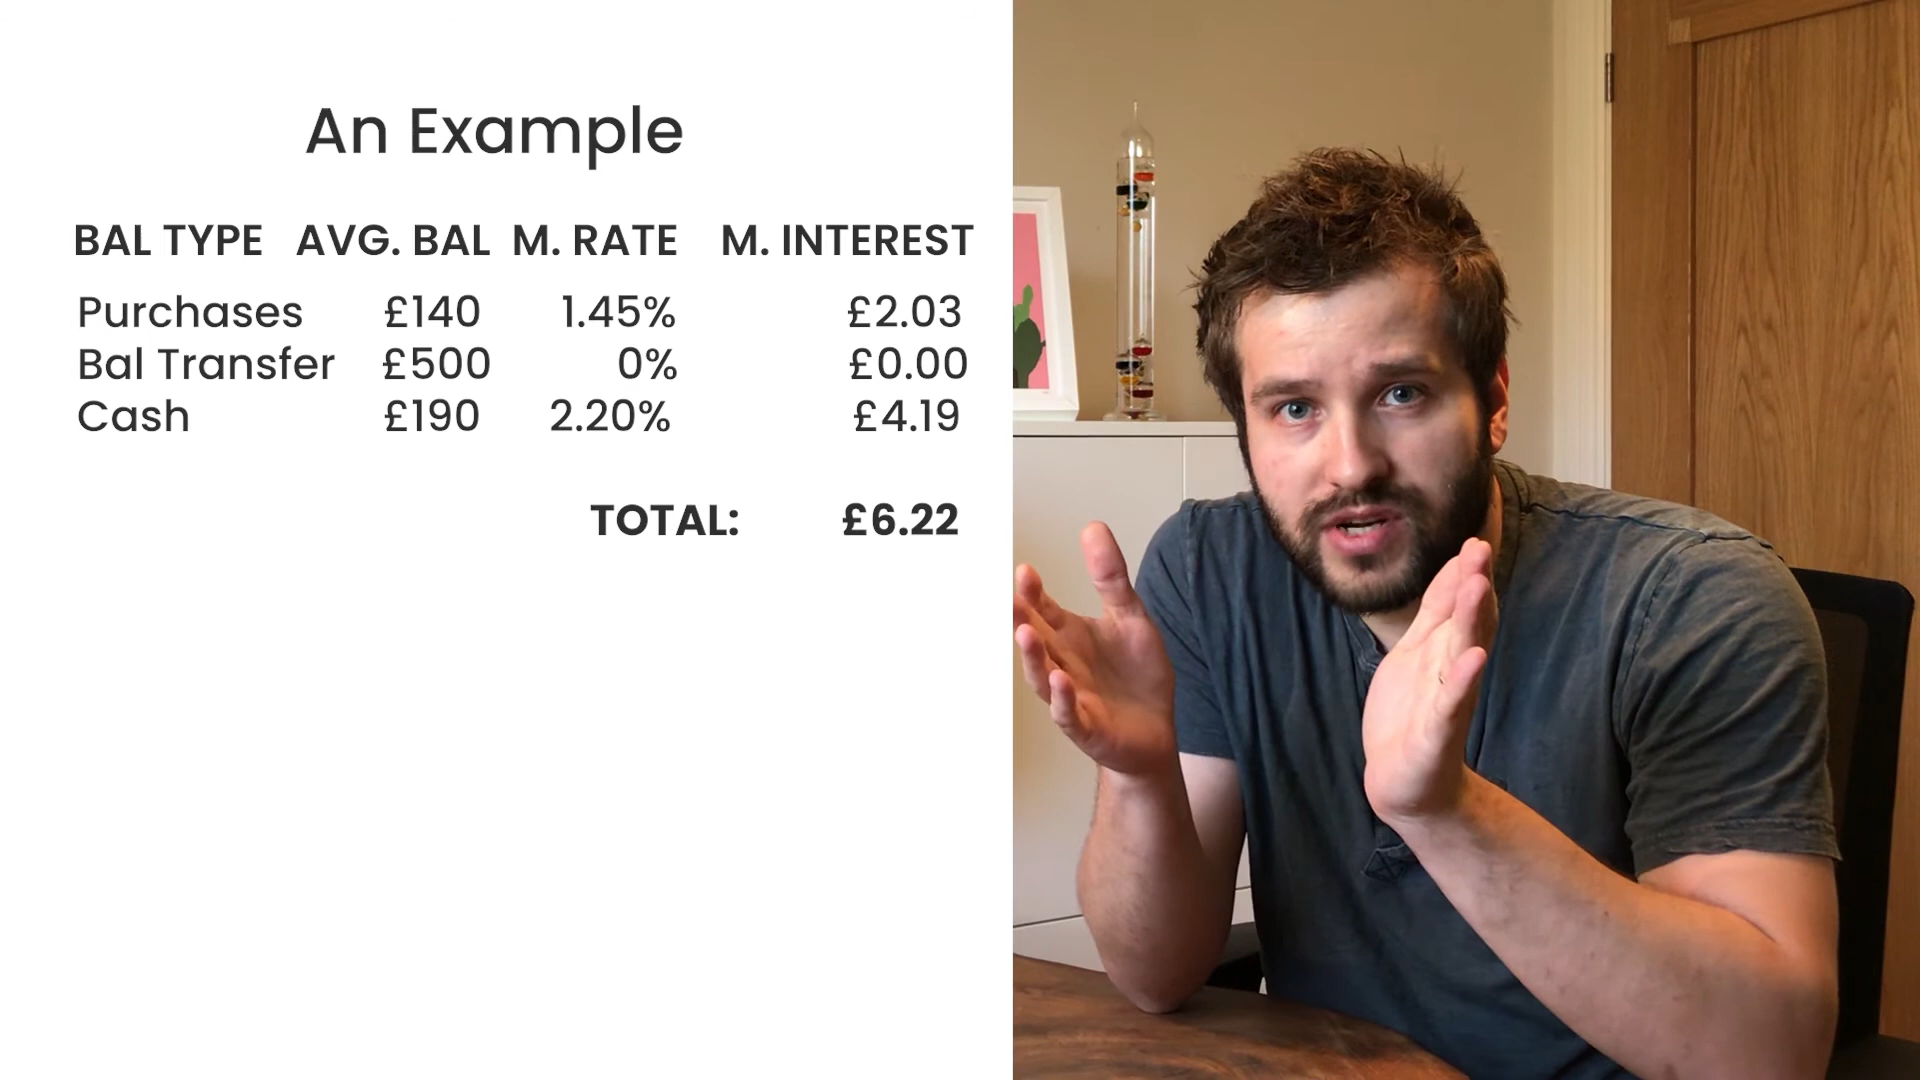 An Example
BAL TYPE AVG. BAL M. RATE M. INTEREST
Purchases £140 1.45% £2.03
Bal Transfer £500 0% £0.00
Cash £190 2.20% £4.19
TOTAL: £6.22